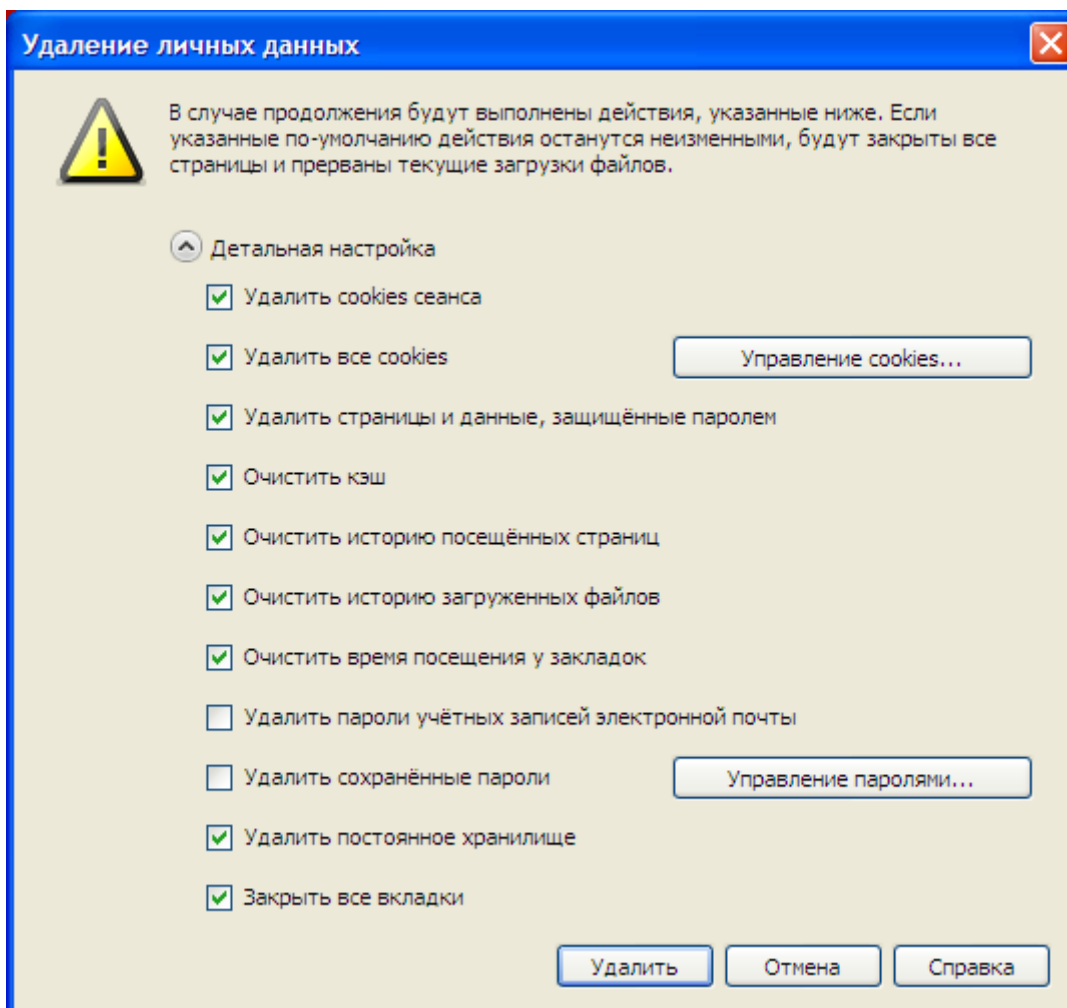 Удаление личных данных
В случае продолжения будут выполнены действия, указанные ниже. Если
указанные по-умолчанию действия останутся неизменными, будут закрыты все
страницы и прерваны текущие загрузки файлов.
Детальная настройка
Удалить cookies сеанса
Удалить все cookies
Управление cookies...
Удалить страницы и данные, защищённые паролем
Очистить кэш
Очистить историю посещённых страниц
Очистить историю загруженных файлов
Очистить время посещения у закладок
Удалить пароли учётных записей электронной почты
Удалить сохранённые пароли
Управление паролями...
Удалить постоянное хранилище
Закрыть все вкладки
Удалить
Отмена
Справка